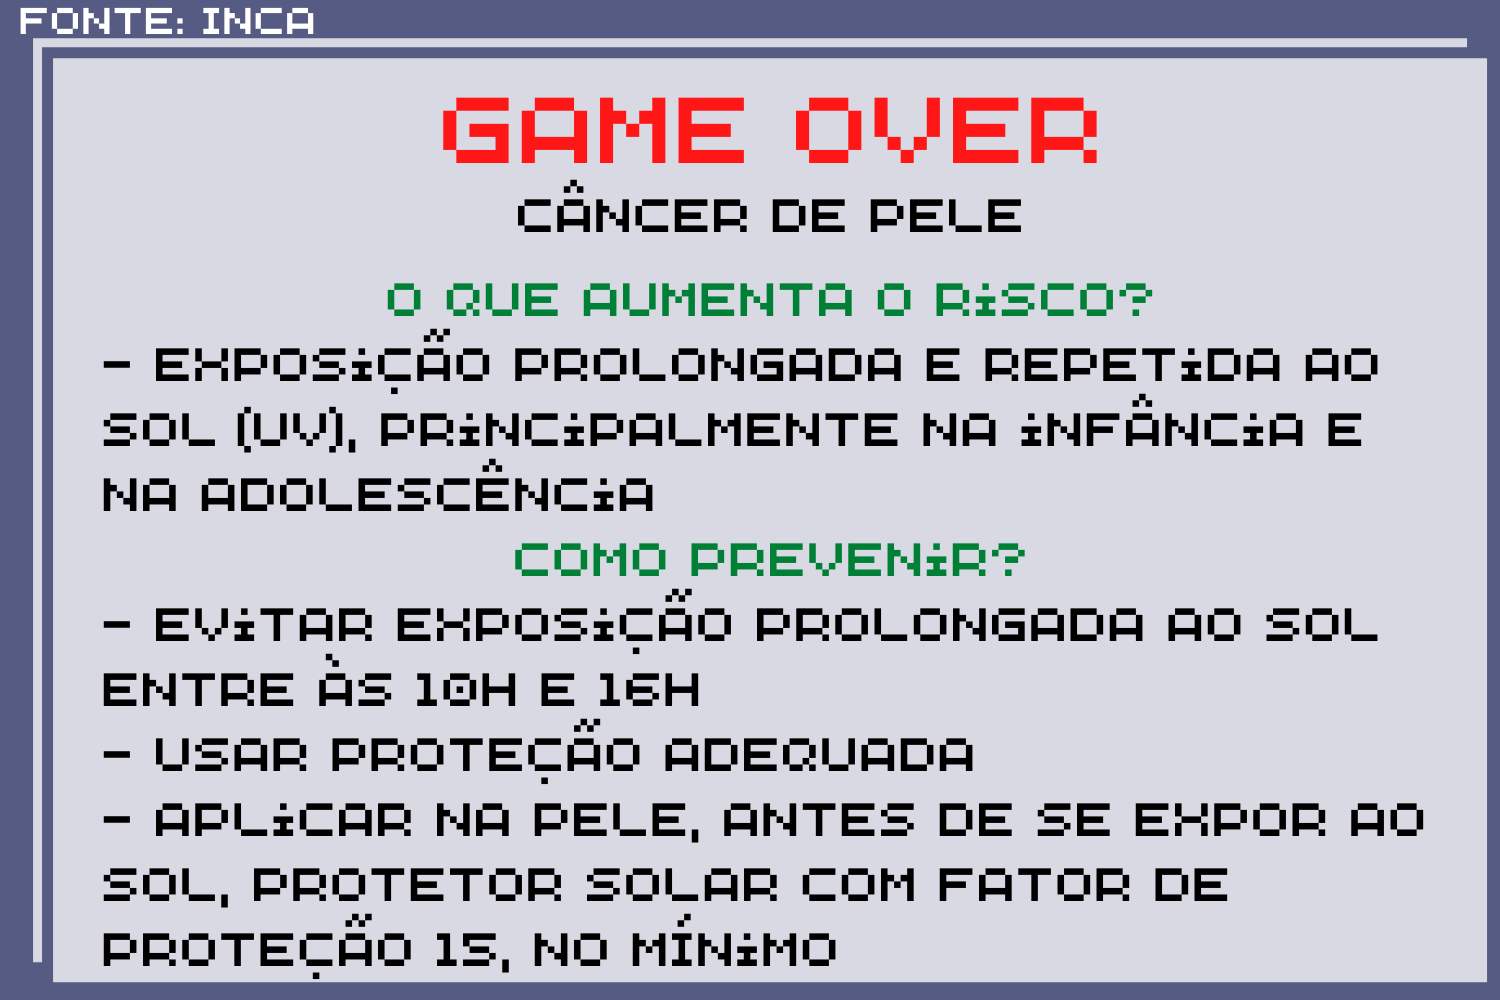 FONTE: INCA
GAME OVER
CÂNCER DE PELE
O QUE AUMENTA O RiSCO?
- EXPOSiÇÃO PROLONGADA E REPETiDA AO
SOL (UV), PRiNCiPALMENTE NA iNFÂNCiA E
NA ADOLESCÊNCiA
COMO PREVENiR?
- EViTAR EXPOSiÇÃO PROLONGADA AO SOL
ENTRE ÀS 10H E 16H
- USAR PROTEÇÃO ADEQUADA
- APLiCAR NA PELE, ANTES DE SE EXPOR AO
SOL, PROTETOR SOLAR COM FATOR DE
PROTEÇÃO 15, NO MÍNiMO